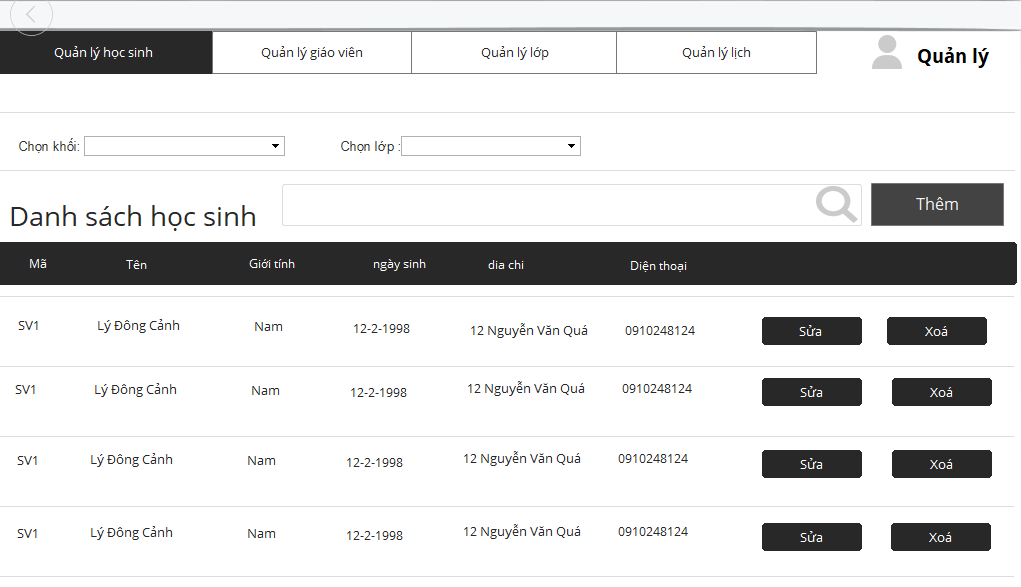 Quản lý học sinh Quản lý giáo viên Quản lý lớp Quản lý lịch Quản lý
Chọn khối: Chọn lớp :
Danh sách học sinh Thêm
Mã Tên Giới tính ngày sinh dia chi Diện thoại
SV1 Lý Đông Cảnh Nam 12-2-1998 12 Nguyễn Văn Quá 0910248124 Sửa Xoá
SV1 Lý Đông Cảnh Nam 12-2-1998 12 Nguyễn Văn Quá 0910248124 Sửa Xoá
SV1 Lý Đông Cảnh Nam 12-2-1998 12 Nguyễn Văn Quá 0910248124 Sửa Xoá
SV1 Lý Đông Cảnh Nam 12-2-1998 12 Nguyễn Văn Quá 0910248124 Sửa Xoá